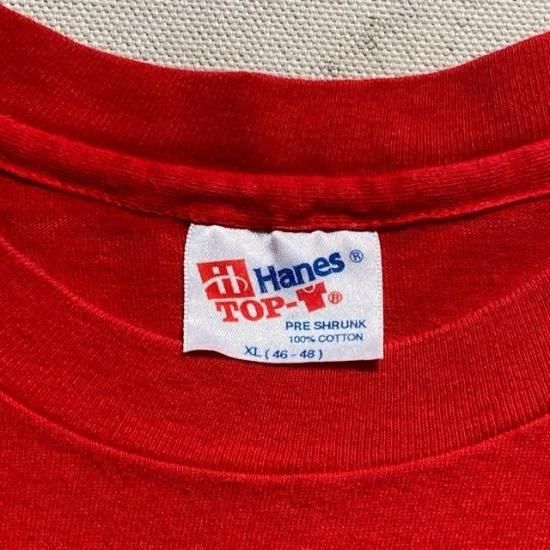 Hanes®
TOP-®
PRE SHRUNK
100% COTTON
XL (46-48)